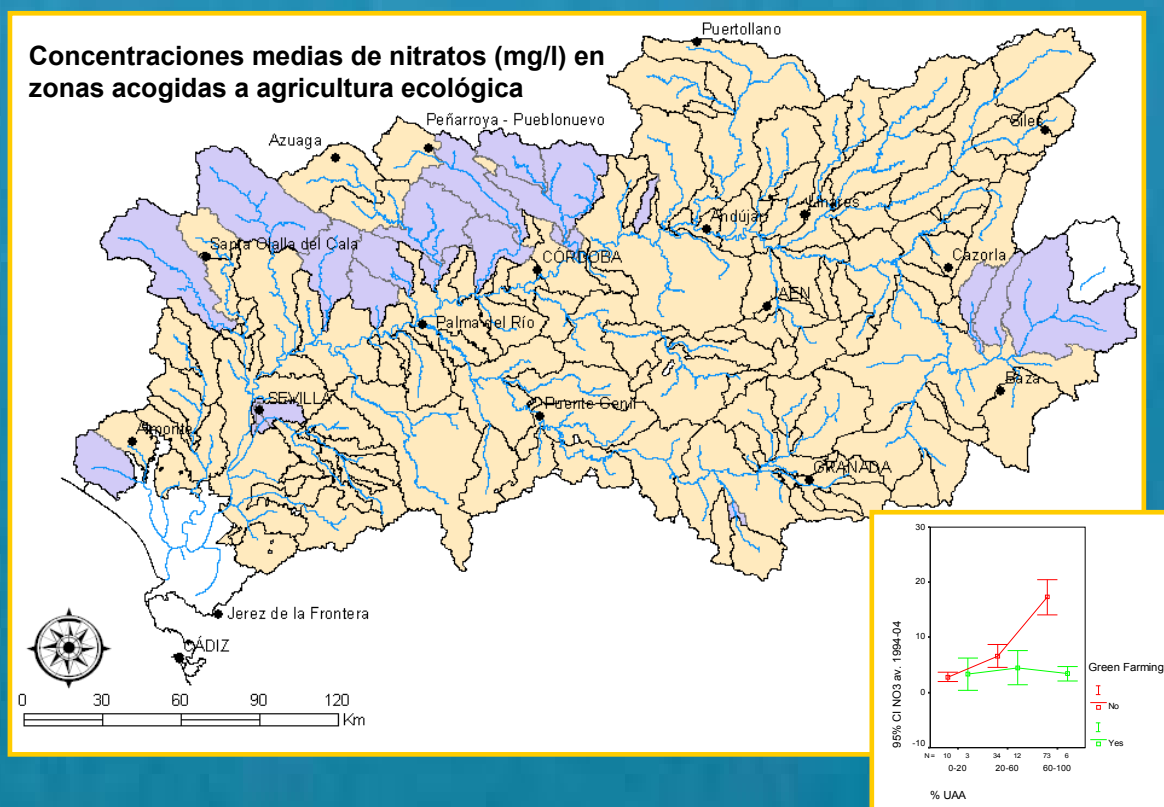 Concentraciones medias de nitratos (mg/l) en
zonas acogidas a agricultura ecológica
Puertollano
Peñarroya - Pueblonuevo
Azuaga
Siles
Linares
Andújar
Santa Olalla del Cala
CÓRDOBA
Cazorla
JAEN
Palma del Río
Baza
SEVILLA
Puente Genil
Almonte
GRANADA
Jerez de la Frontera
CÁDIZ
0 30 60 90 120
Km
30
20
10
0
-10
95% CI NO3 av. 1994-04
Green Farming
No
Yes
N = 10 3 34 12 73 6
0-20 20-60 60-100
% UAA